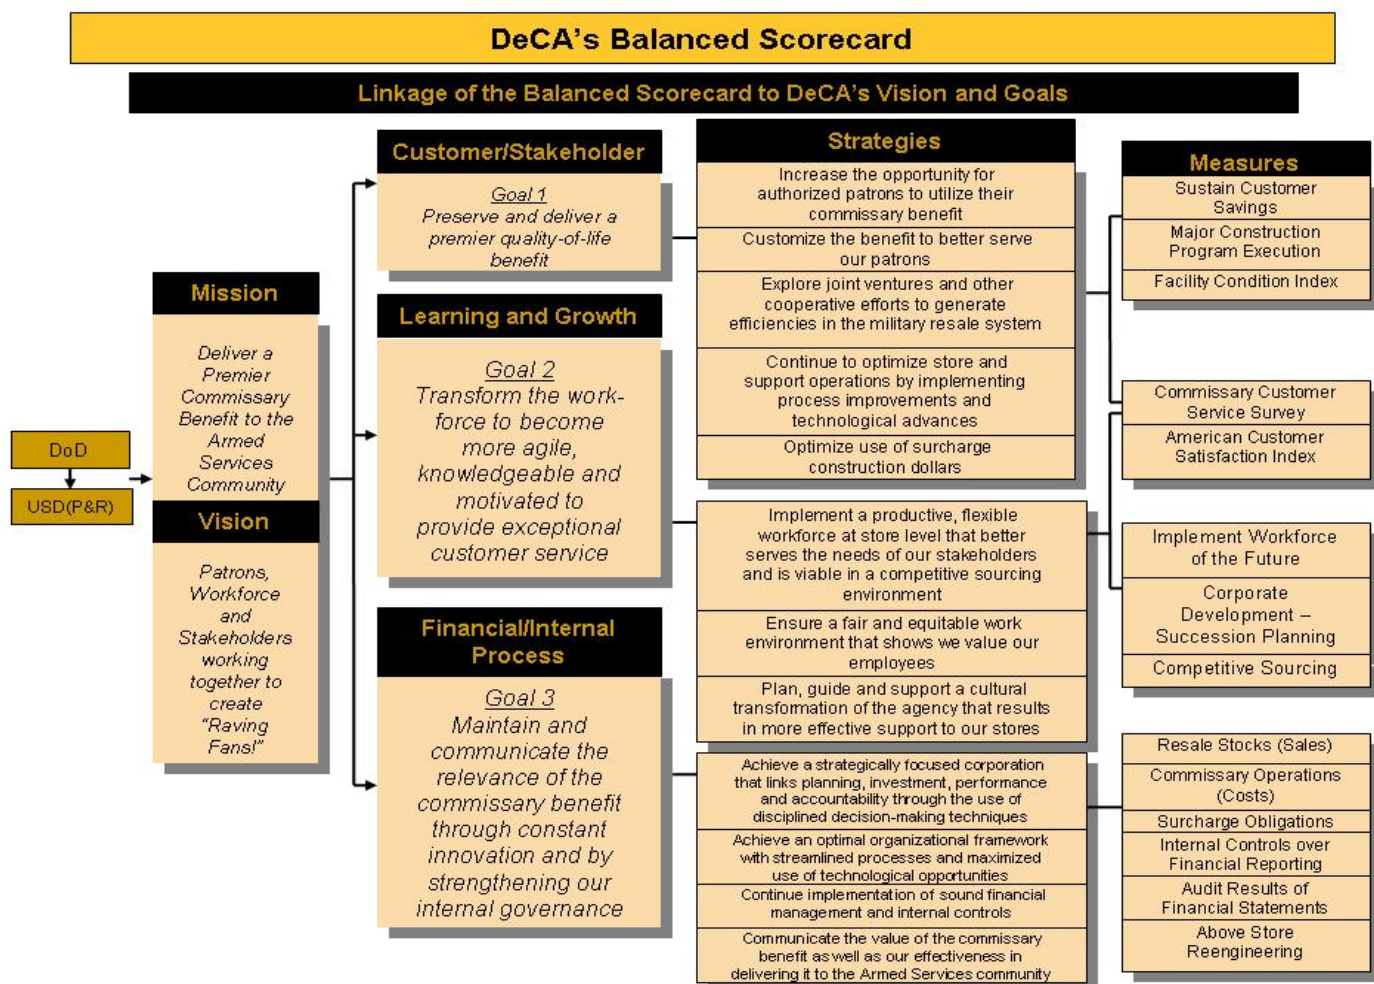 DeCA's Balanced Scorecard
Linkage of the Balanced Scorecard to DeCA's Vision and Goals
DoD
USD(P&R)
Mission
Deliver a
Premier
Commissary
Benefit to the
Armed
Services
Community
Vision
Patrons,
Workforce
and
Stakeholders
working
together to
create
"Raving
Fans!"
Customer/Stakeholder
Goal 1
Preserve and deliver a
premier quality-of-life
benefit
Learning and Growth
Goal 2
Transform the work-
force to become
more agile,
knowledgeable and
motivated to
provide exceptional
customer service
Financial/Internal
Process
Goal 3
Maintain and
communicate the
relevance of the
commissary benefit
through constant
innovation and by
strengthening our
internal governance
Strategies
Increase the opportunity for
authorized patrons to utilize their
commissary benefit
Customize the benefit to better serve
our patrons
Explore joint ventures and other
cooperative efforts to generate
efficiencies in the military resale system
Continue to optimize store and
support operations by implementing
process improvements and
technological advances
Optimize use of surcharge
construction dollars
Implement a productive, flexible
workforce at store level that better
serves the needs of our stakeholders
and is viable in a competitive sourcing
environment
Ensure a fair and equitable work
environment that shows we value our
employees
Plan, guide and support a cultural
transformation of the agency that results
in more effective support to our stores
Achieve a strategically focused corporation
that links planning, investment, performance
and accountability through the use of
disciplined decision-making techniques
Achieve an optimal organizational framework
with streamlined processes and maximized
use of technological opportunities
Continue implementation of sound financial
management and internal controls
Communicate the value of the commissary
benefit as well as our effectiveness in
delivering it to the Armed Services community
Measures
Sustain Customer
Savings
Major Construction
Program Execution
Facility Condition Index
Commissary Customer
Service Survey
American Customer
Satisfaction Index
Implement Workforce
of the Future
Corporate
Development –
Succession Planning
Competitive Sourcing
Resale Stocks (Sales)
Commissary Operations
(Costs)
Surcharge Obligations
Internal Controls over
Financial Reporting
Audit Results of
Financial Statements
Above Store
Reengineering